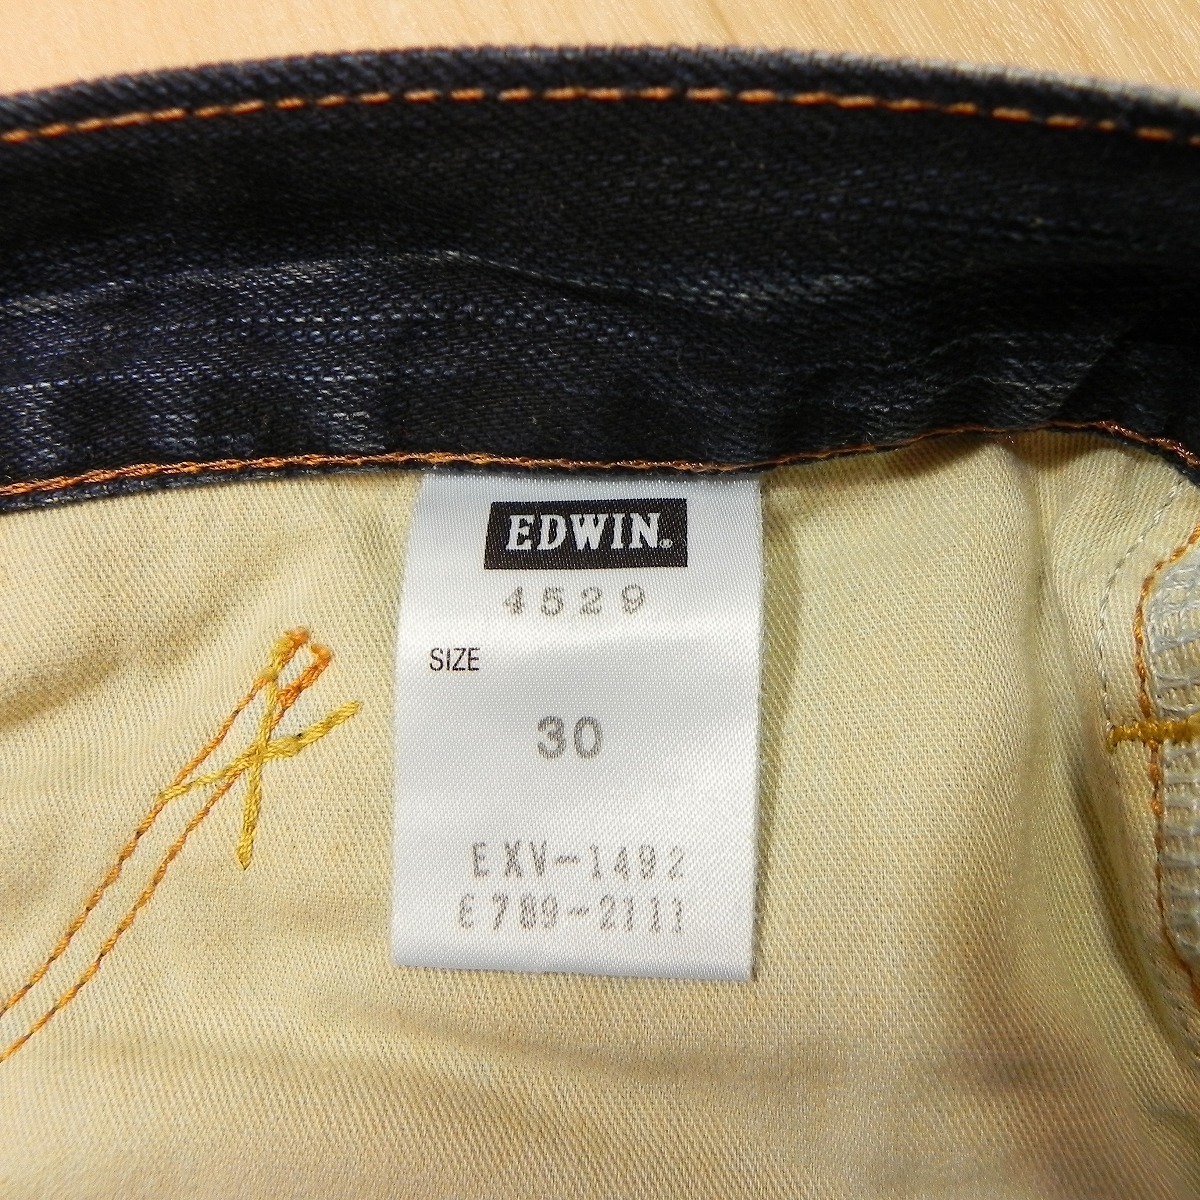 EDWIN.
4529
SIZE
30
EXV-1492
E789-2111